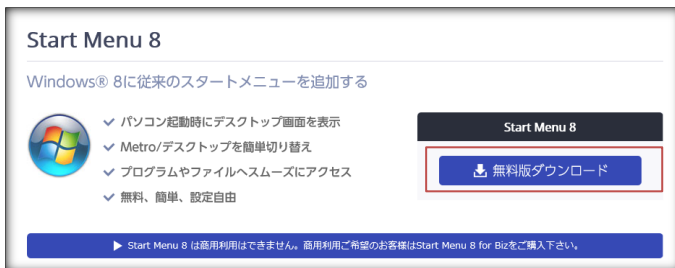 Start Menu 8
Windows® 8に従来のスタートメニューを追加する
パソコン起動時にデスクトップ画面を表示
Metro/デスクトップを簡単切り替え
プログラムやファイルへスムーズにアクセス
無料、簡単、設定自由
Start Menu 8
無料版ダウンロード
Start Menu 8 は商用利用はできません。商用利用ご希望のお客様はStart Menu 8 for Bizをご購入下さい。